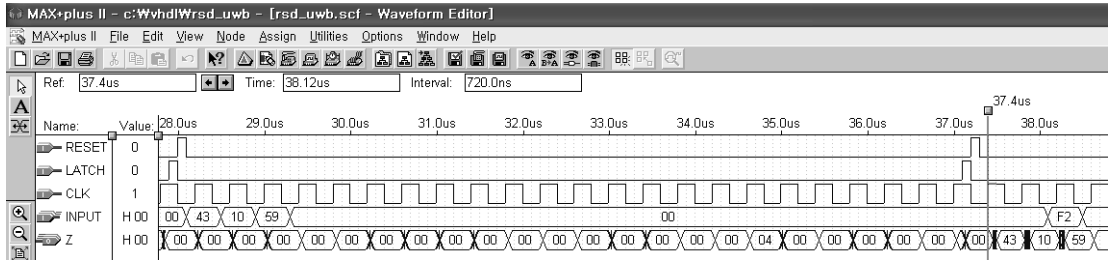 MAX+plus II - c:₩vhdl₩rsd_uwb - [rsd_uwb.scf - Waveform Editor]
MAX+plus II File Edit View Node Assign Utilities Options Window Help
Ref: 37.4us Time: 38.12us Interval: 720.0ns
37.4us
Name: Value: 28.0us 29.0us 30.0us 31.0us 32.0us 33.0us 34.0us 35.0us 36.0us 37.0us 38.0us
RESET 0
LATCH 0
CLK 1
INPUT H 00 00 43 10 59 00 F2
Z H 00 00 00 00 00 00 00 00 00 00 00 00 00 00 00 00 00 00 04 00 00 00 00 00 00 43 10 59